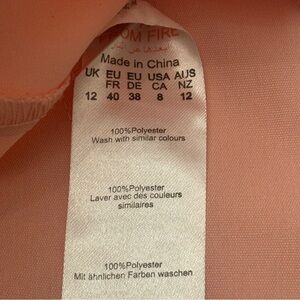 FROM FIRE
Made in China
UK EU EU USA AUS
FR DE CA NZ
12 40 38 8 12
100%Polyester
Wash with similar colours
100%Polyester
Laver avec des couleurs
similaires
100%Polyester
Mit ähnlichen Farben waschen